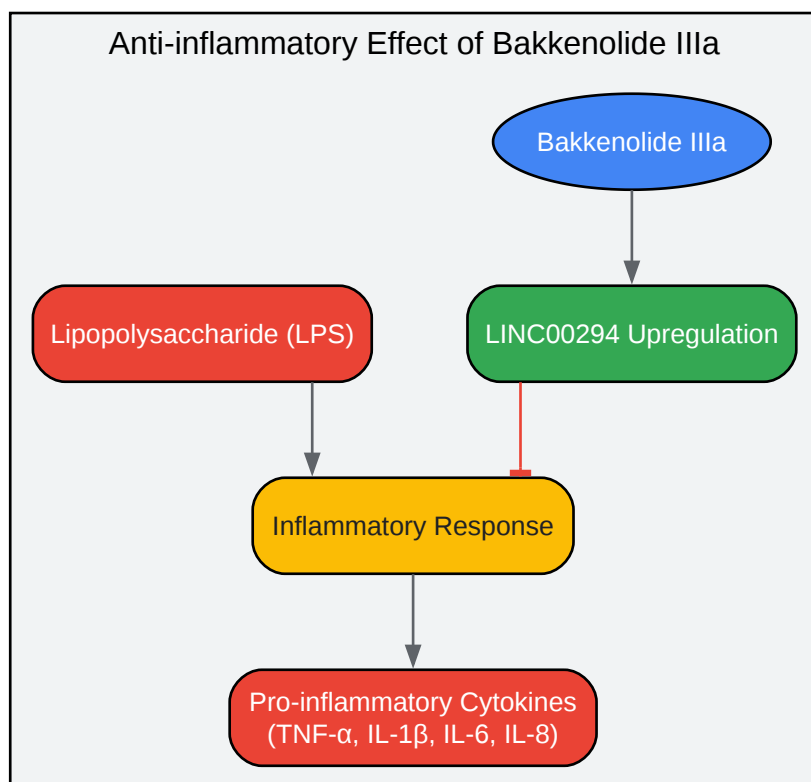 Anti-inflammatory Effect of Bakkenolide IIIa
Bakkenolide IIIa
Lipopolysaccharide (LPS)
LINC00294 Upregulation
Inflammatory Response
Pro-inflammatory Cytokines
(TNF-α, IL-1β, IL-6, IL-8)